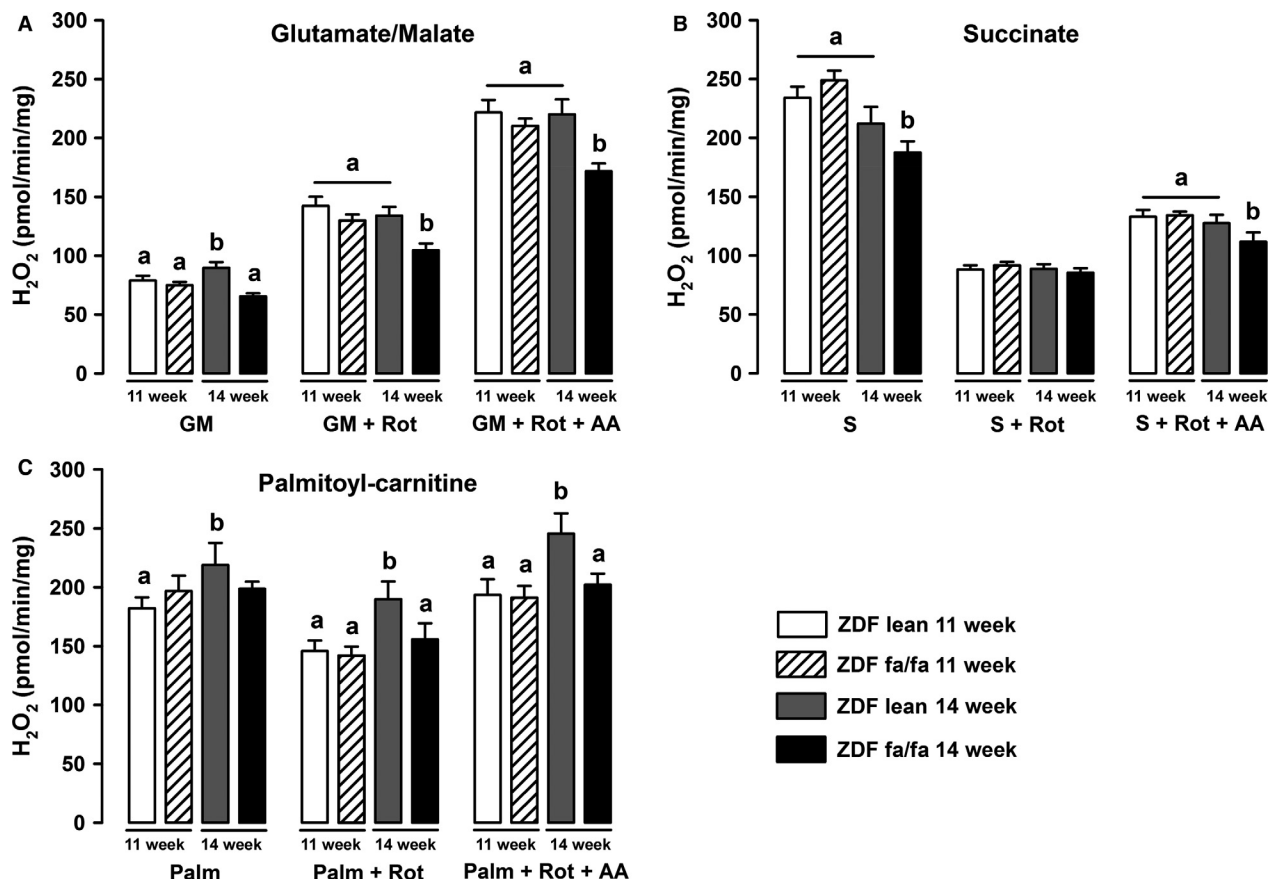 A
Glutamate/Malate
H2O2 (pmol/min/mg)
300
250
200
150
100
50
0
a a b a
a
b
a
b
11 week 14 week
GM
11 week 14 week
GM + Rot
11 week 14 week
GM + Rot + AA
B
Succinate
H2O2 (pmol/min/mg)
300
250
200
150
100
50
0
a
b
a
b
11 week 14 week
S
11 week 14 week
S + Rot
11 week 14 week
S + Rot + AA
C
Palmitoyl-carnitine
H2O2 (pmol/min/mg)
300
250
200
150
100
50
0
a b
a a b a
a a b a
11 week 14 week
Palm
11 week 14 week
Palm + Rot
11 week 14 week
Palm + Rot + AA
ZDF lean 11 week
ZDF fa/fa 11 week
ZDF lean 14 week
ZDF fa/fa 14 week